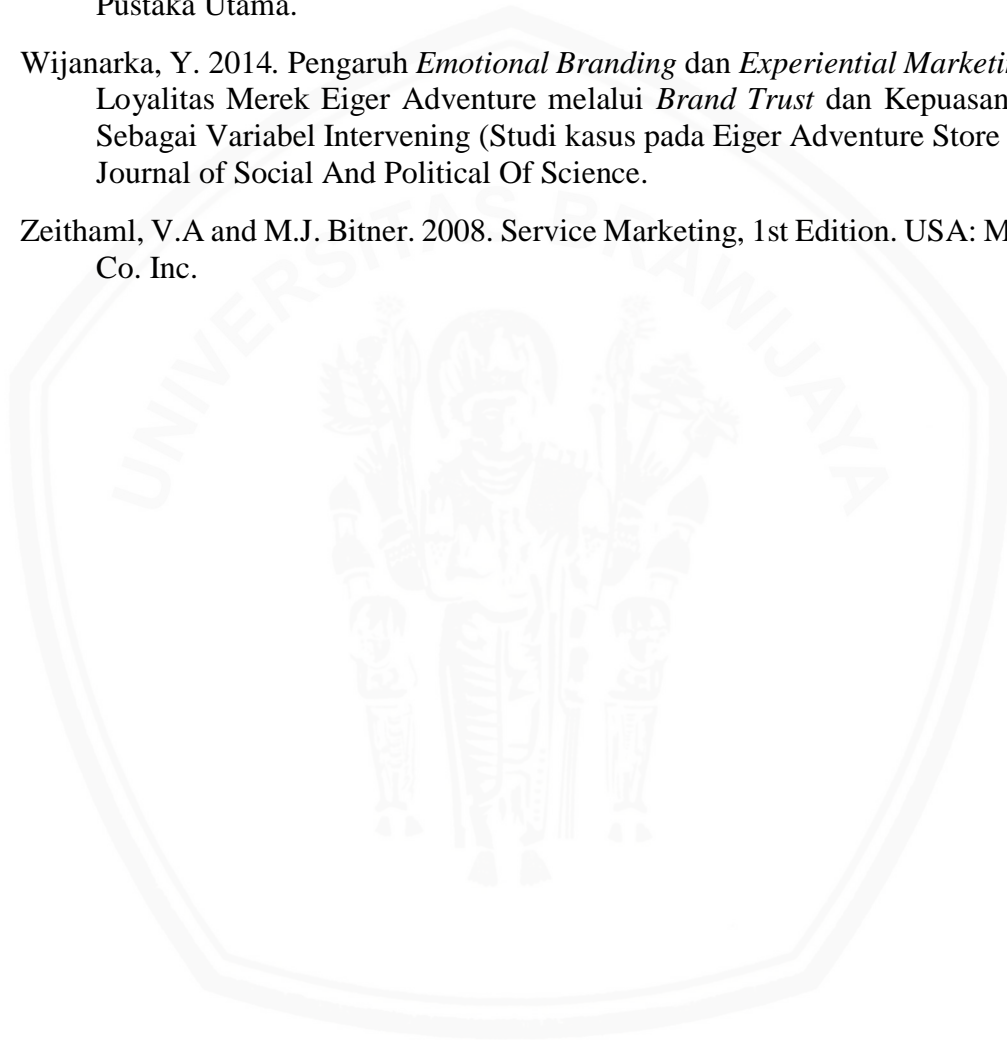 Pustaka Utama.
Wijanarka, Y. 2014. Pengaruh Emotional Branding dan Experiential
Loyalitas Merek Eiger Adventure melalui Brand Trust dan Kepuasan
Sebagai Variabel Intervening (Studi kasus pada Eiger Adventure Store
Journal of Social And Political Of Science.
Zeithaml, V.A and M.J. Bitner. 2008. Service Marketing, 1st Edition. USA:
Co. Inc.
UNIVERSITAS BRAWIJAYA